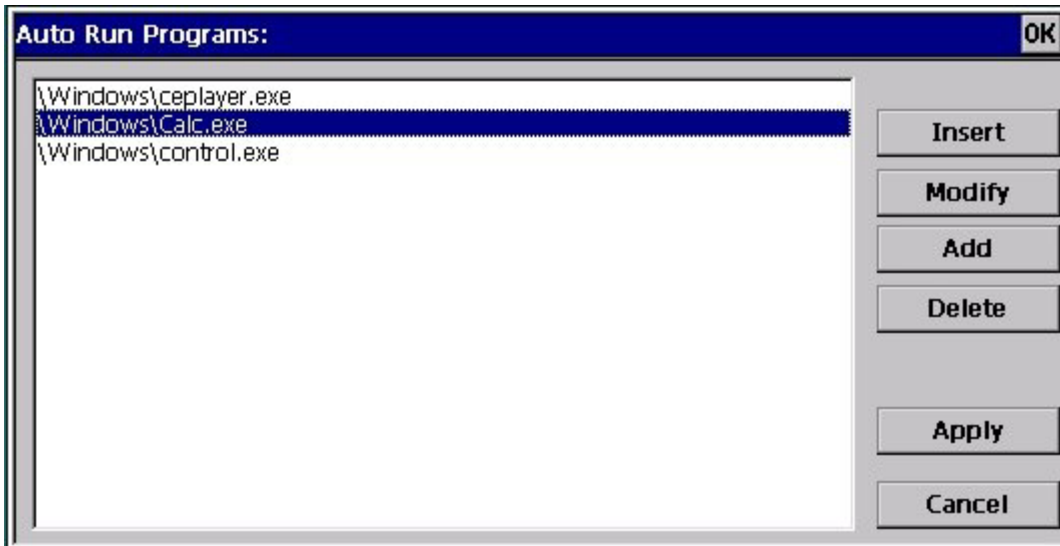 Auto Run Programs:
OK
\Windows\ceplayer.exe
\Windows\Calc.exe
\Windows\control.exe
Insert
Modify
Add
Delete
Apply
Cancel